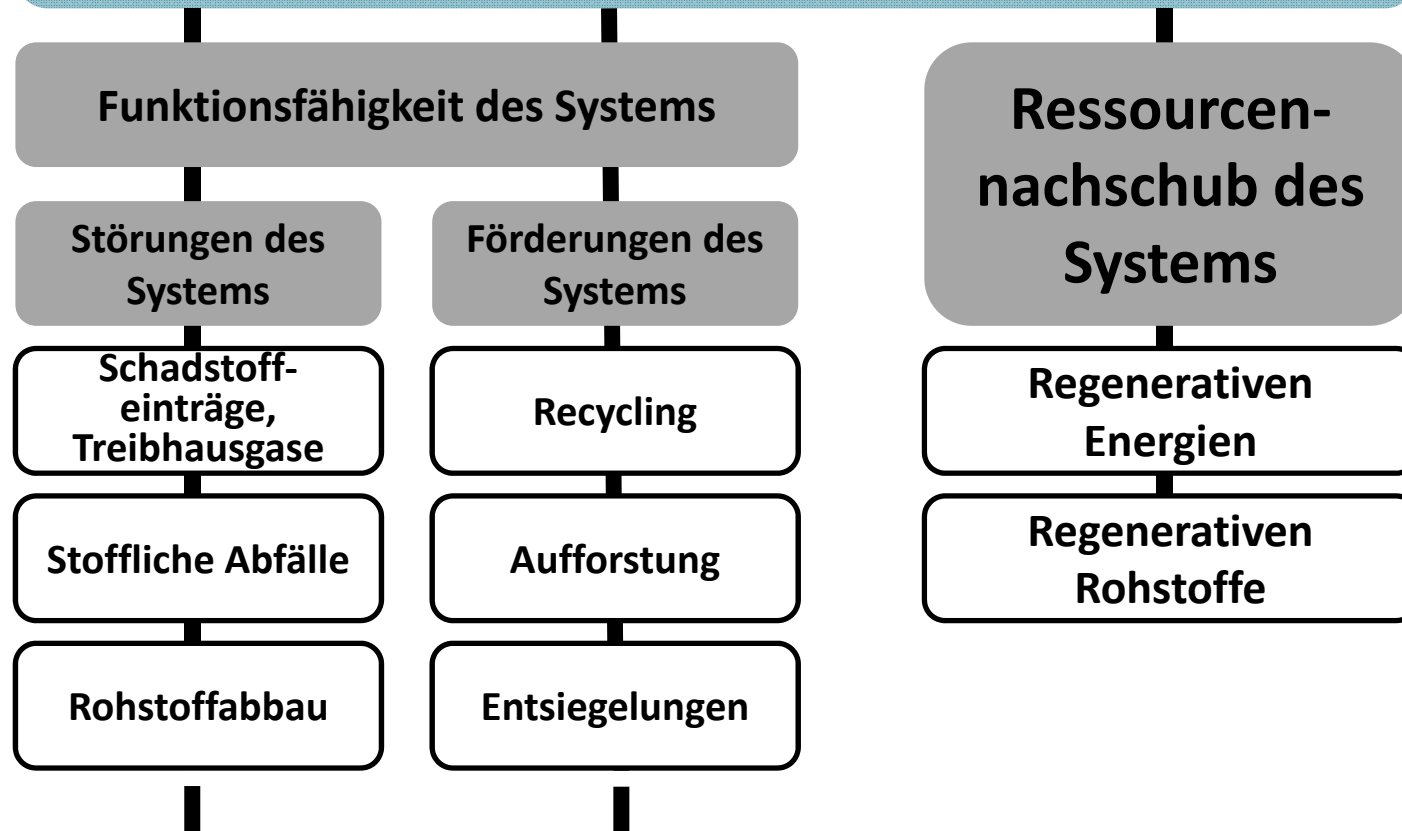 Funktionsfähigkeit des Systems
Ressourcen-
nachschub des
Systems
Störungen des
Systems
Förderungen des
Systems
Schadstoff-
einträge,
Treibhausgase
Recycling
Regenerativen
Energien
Stoffliche Abfälle
Aufforstung
Regenerativen
Rohstoffe
Rohstoffabbau
Entsiegelungen